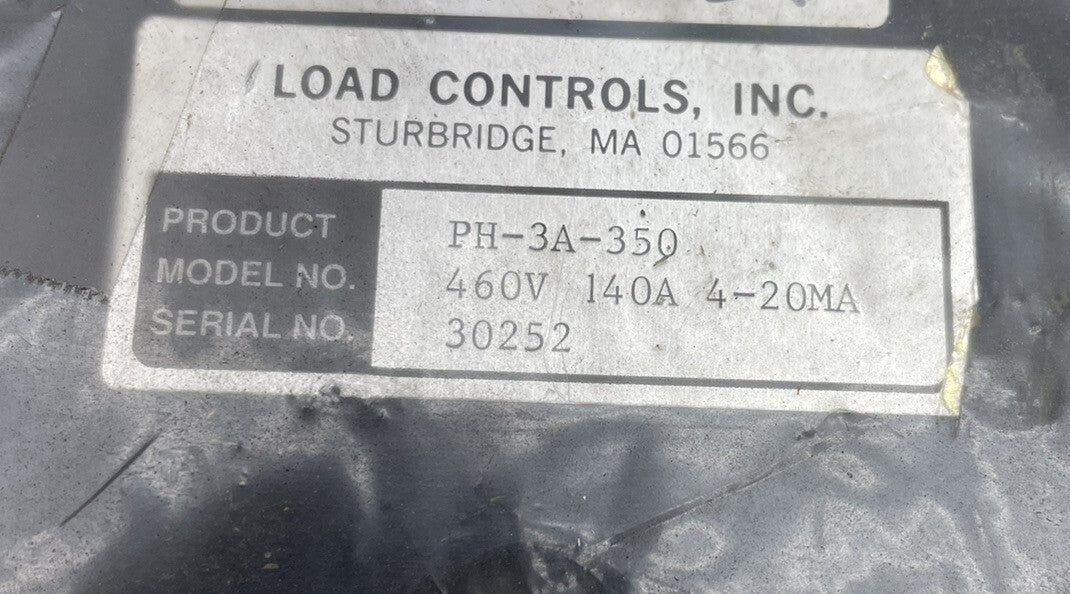 LOAD CONTROLS, INC.
STURBRIDGE, MA 01566
PRODUCT PH-3A-350
MODEL NO. 460V 140A 4-20MA
SERIAL NO. 30252